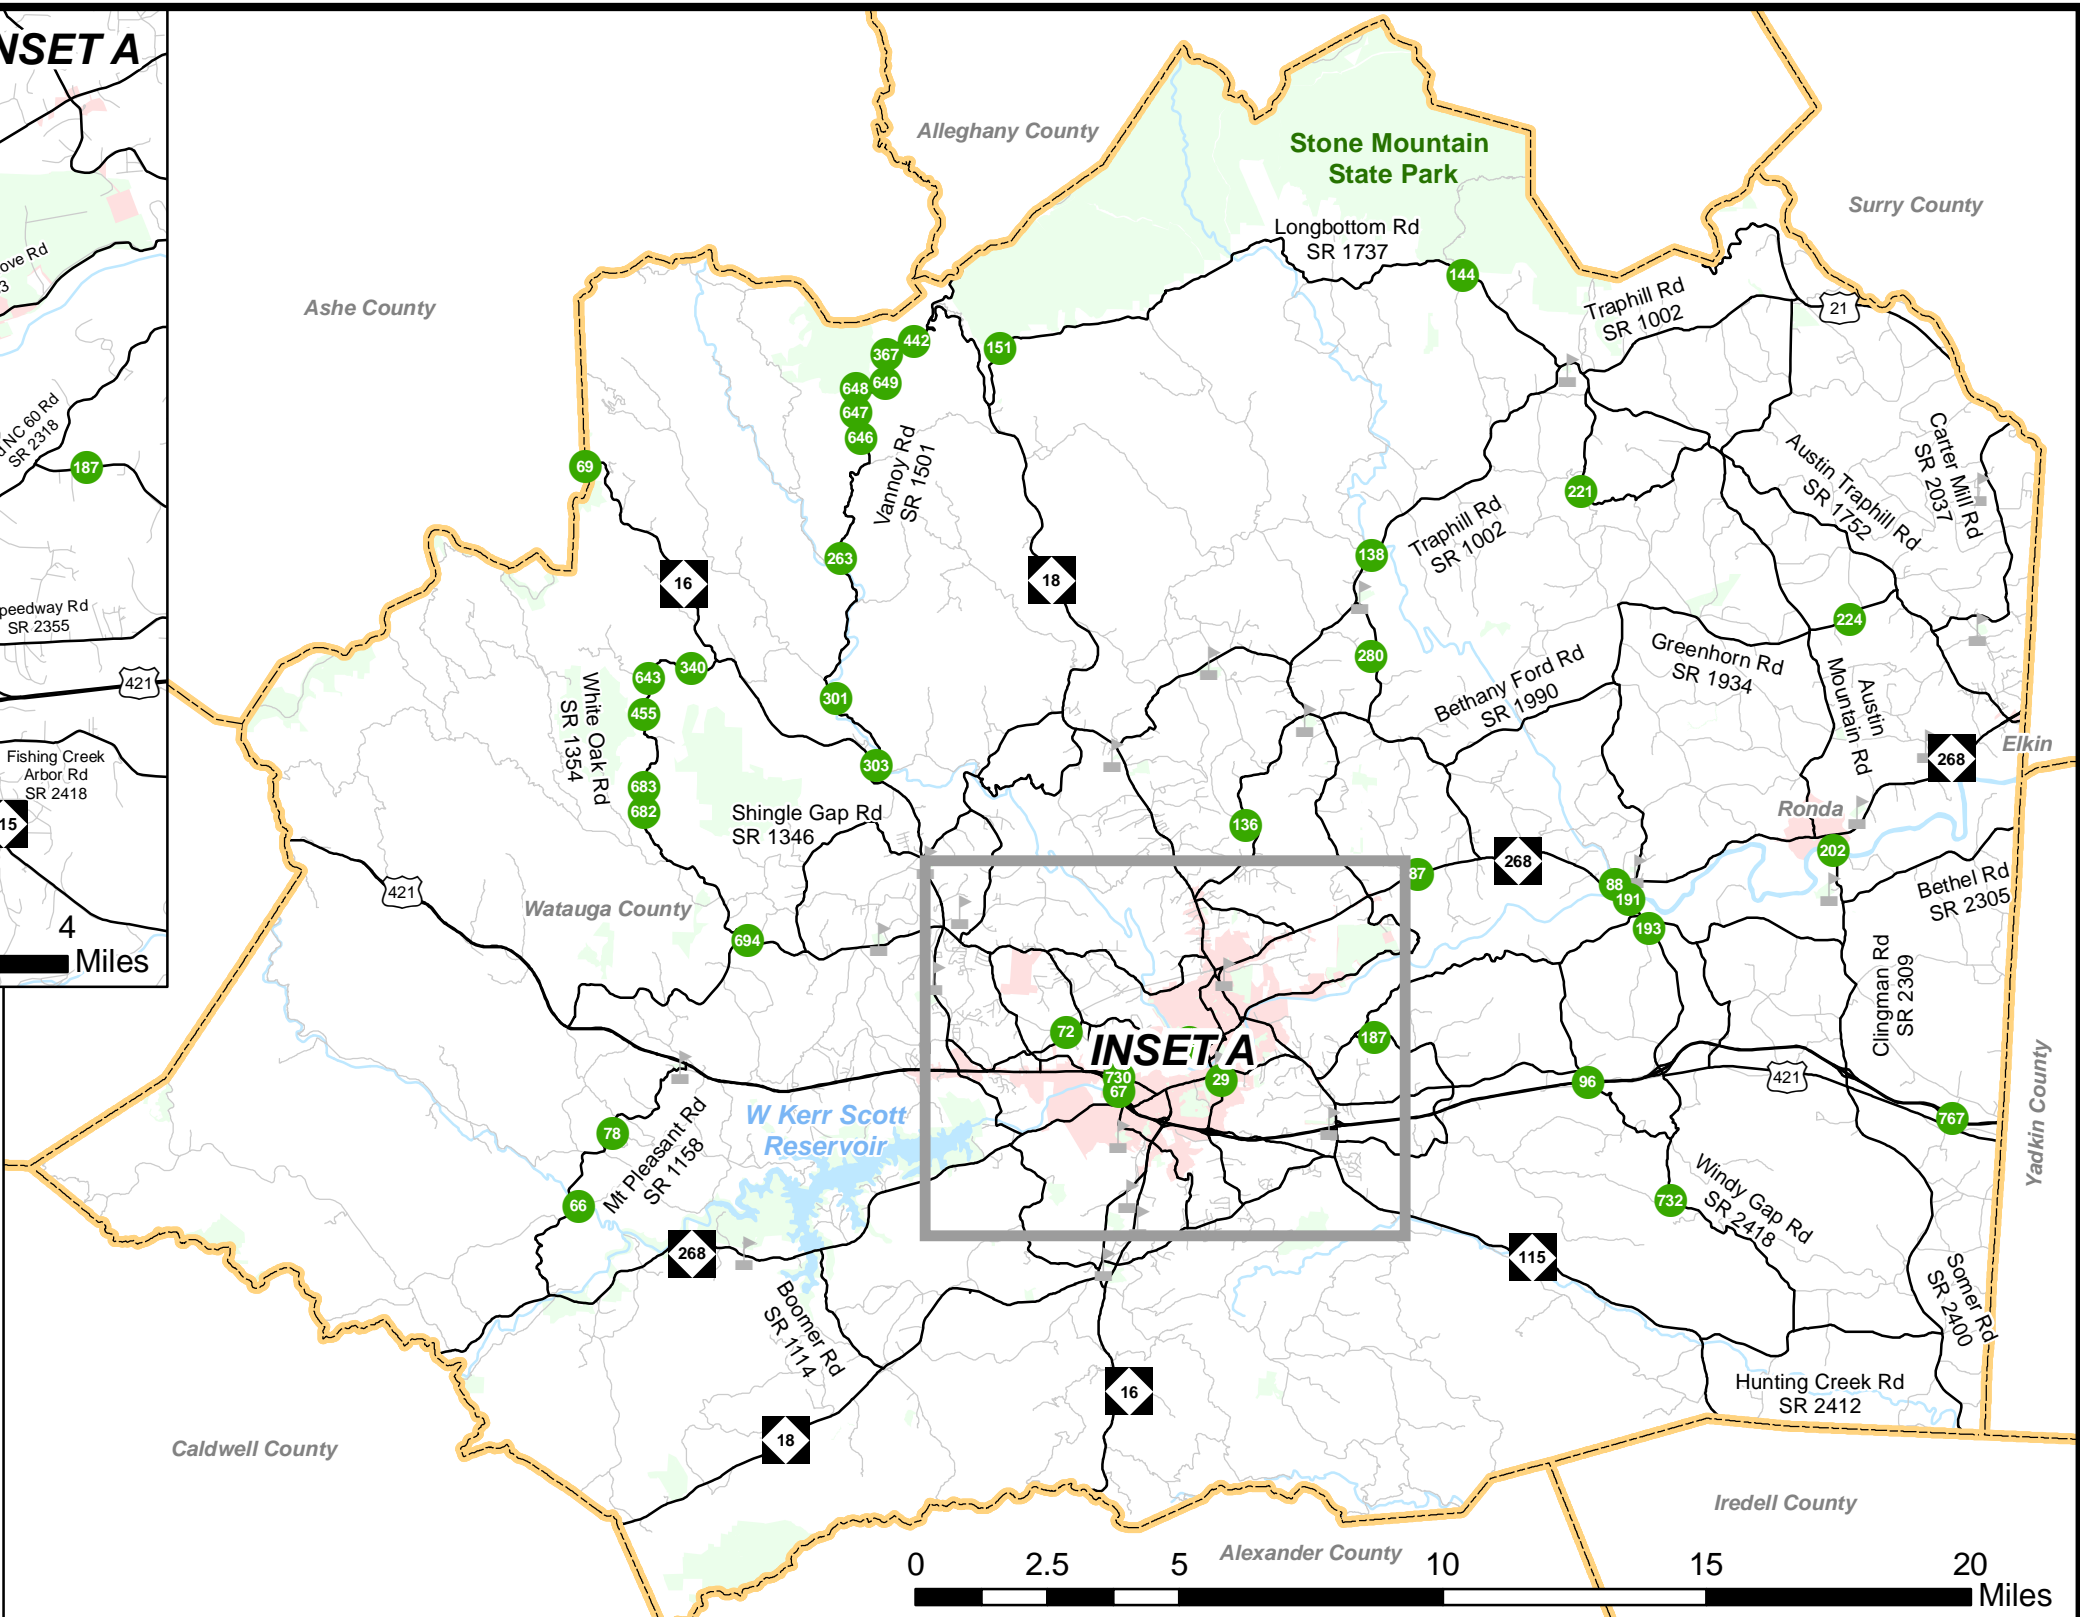 NSET A
ove Rd
3
NC 60 Rd
SR 2318
187
peedway Rd
SR 2355
421
Fishing Creek
Arbor Rd
SR 2418
15
4
Miles
Alleghany County
Stone Mountain
State Park
Surry County
Longbottom Rd
SR 1737
144
Ashe County
Traphill Rd
SR 1002
21
442
367
151
649
648
647
646
Vannoy Rd
SR 1501
69
Carter Mill Rd
SR 2037
Austin Traphill Rd
SR 1752
221
Traphill Rd
SR 1002
138
263
16
18
224
280
Greenhorn Rd
SR 1934
Bethany Ford Rd
SR 1990
Austin
Mountain Rd
340
643
455
White Oak Rd
SR 1354
301
303
Elkin
268
683
682
Shingle Gap Rd
SR 1346
136
Ronda
202
268
87
88
191
193
Bethel Rd
SR 2305
421
Watauga County
694
Clingman Rd
SR 2309
72
INSET A
187
730
67
29
96
421
767
Yadkin County
W Kerr Scott
Reservoir
78
Mt Pleasant Rd
SR 1158
66
Windy Gap Rd
SR 2418
732
268
115
Somer Rd
SR 2400
Boomer Rd
SR 1114
16
Hunting Creek Rd
SR 2412
18
Caldwell County
Iredell County
Alexander County
0 2.5 5 10 15 20
Miles